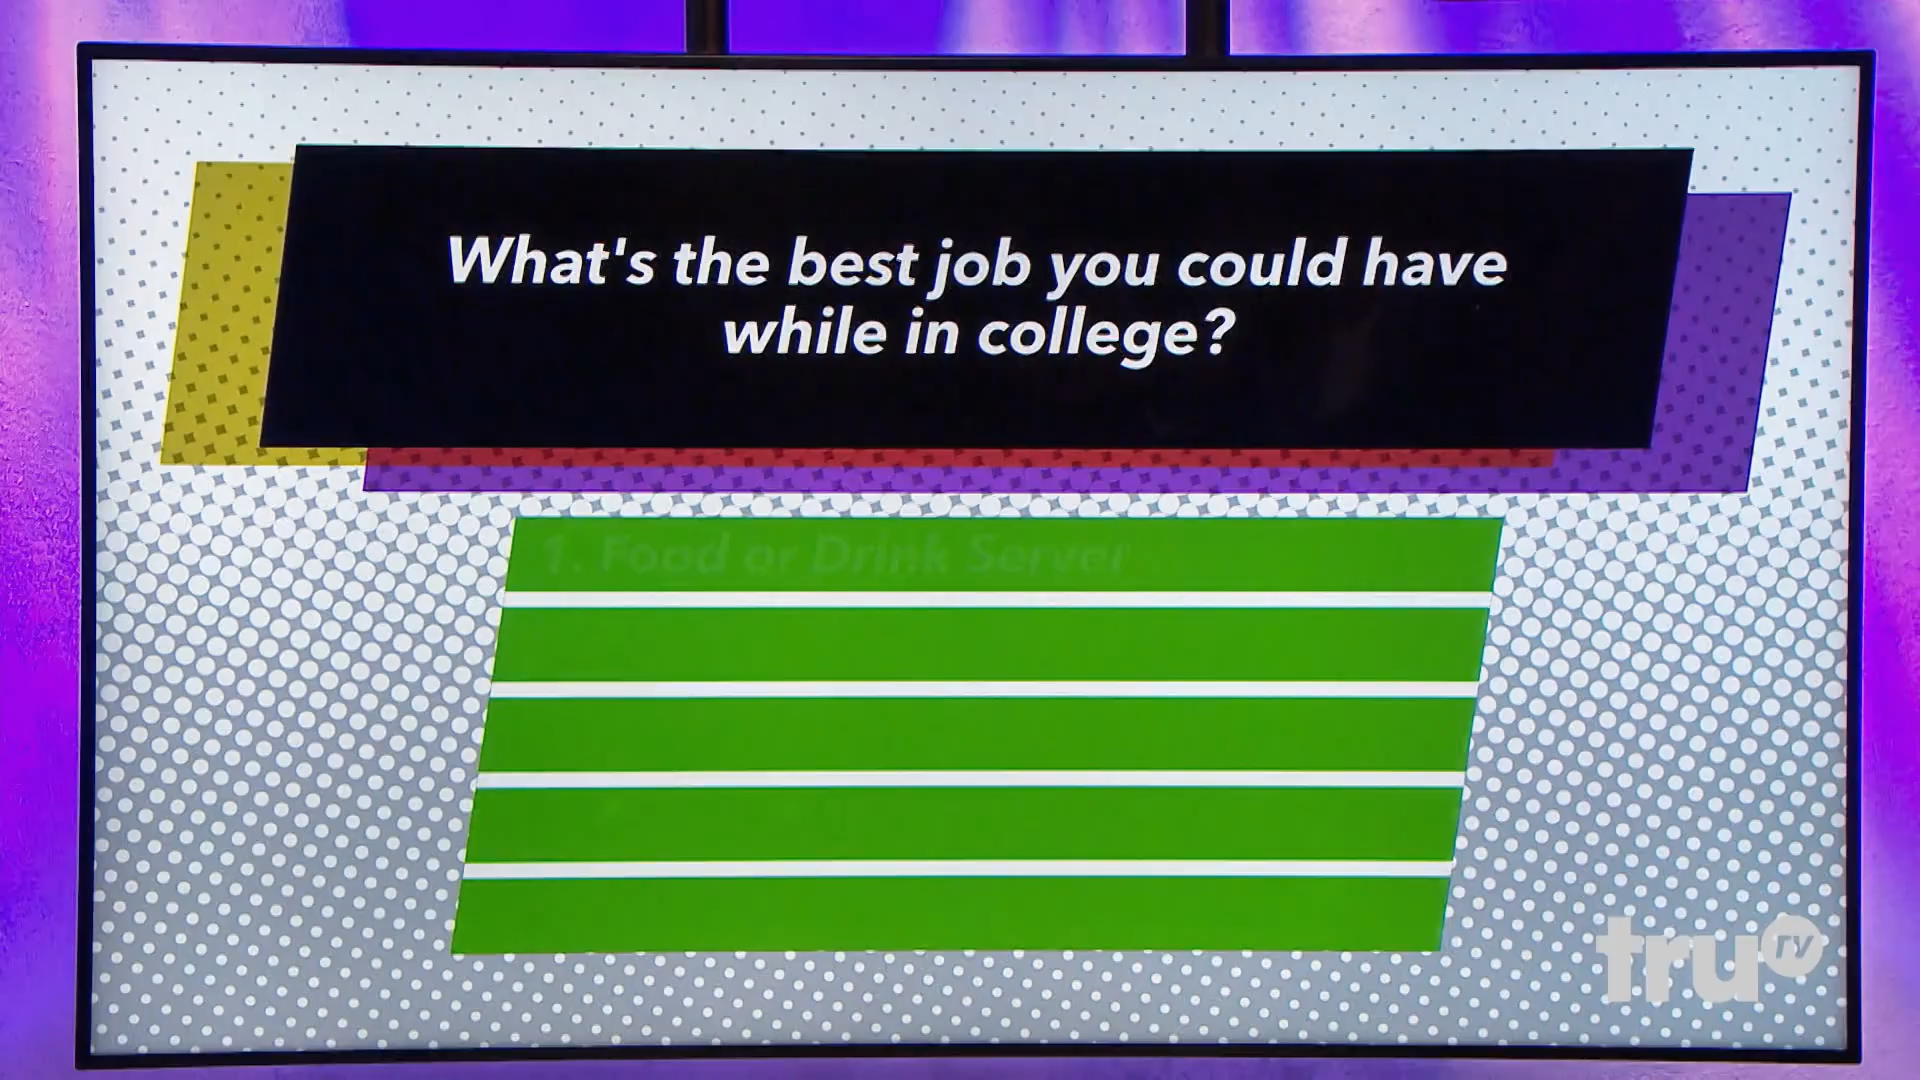 What's the best job you could have
while in college?
1. Food or Drink Server
tru TV